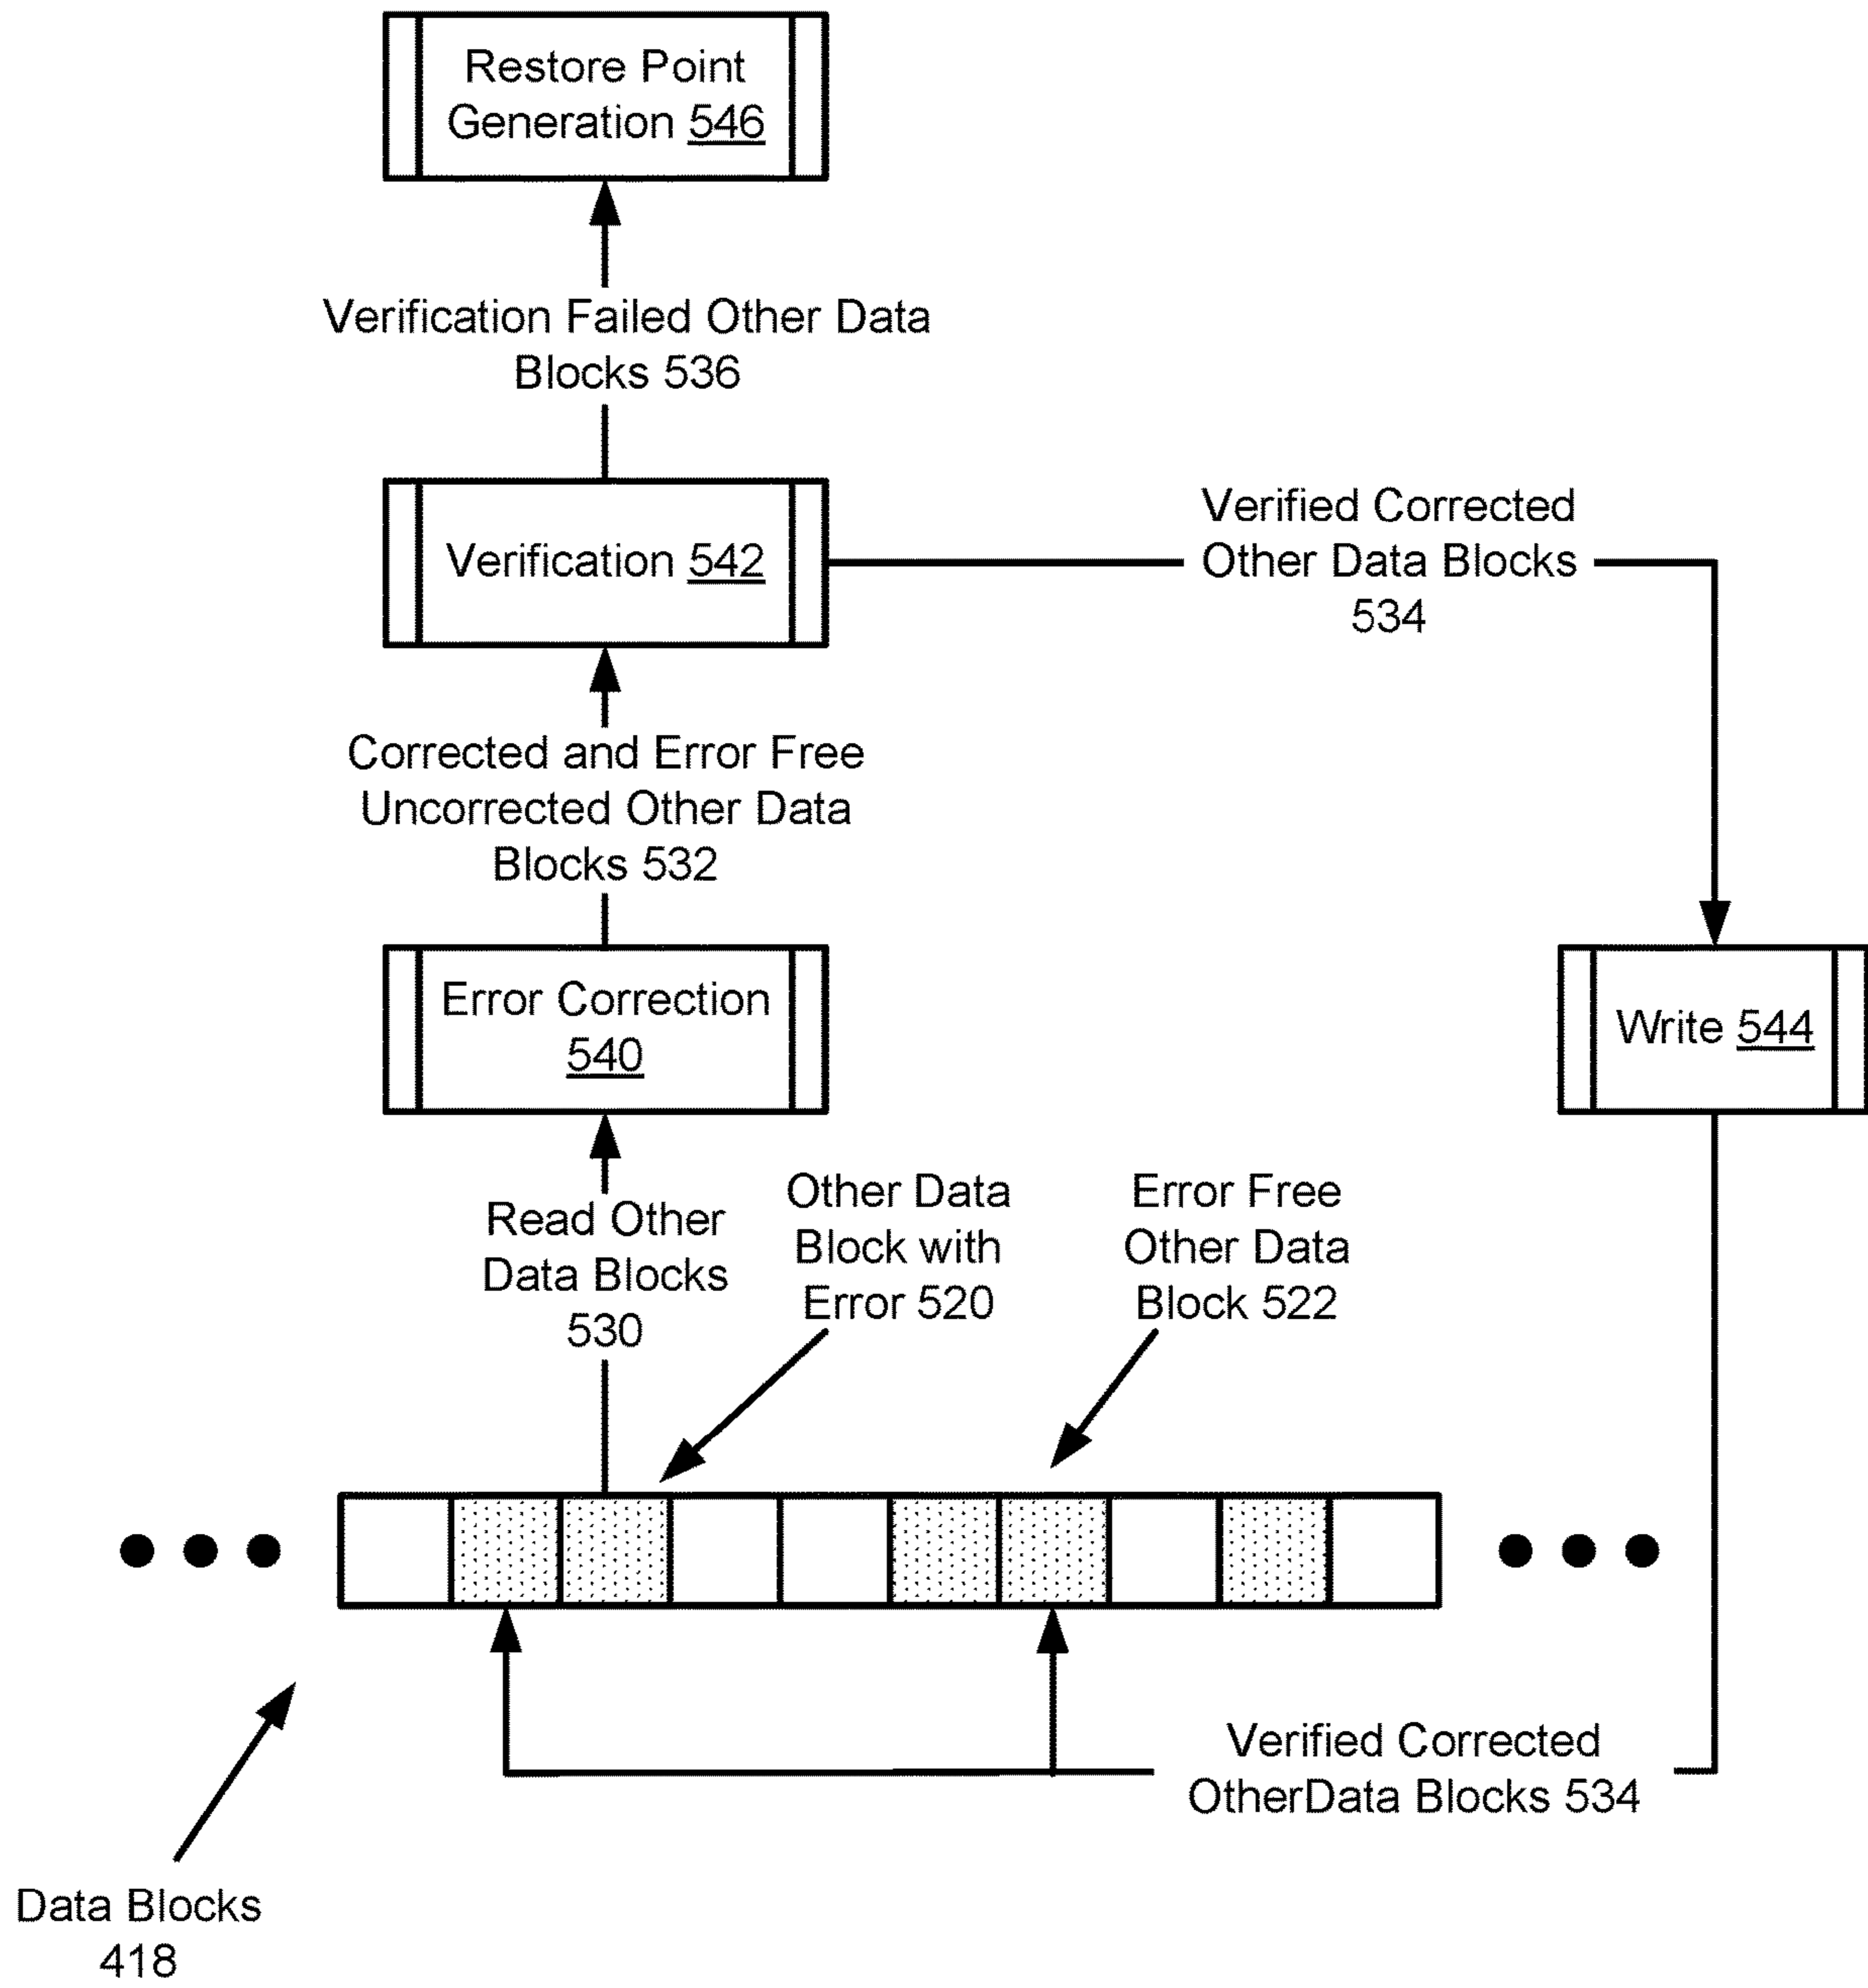 Restore Point
Generation 546
Verification Failed Other Data
Blocks 536
Verification 542
Verified Corrected
Other Data Blocks
534
Corrected and Error Free
Uncorrected Other Data
Blocks 532
Error Correction
540
Write 544
Read Other
Data Blocks
530
Other Data
Block with
Error 520
Error Free
Other Data
Block 522
Verified Corrected
OtherData Blocks 534
Data Blocks
418